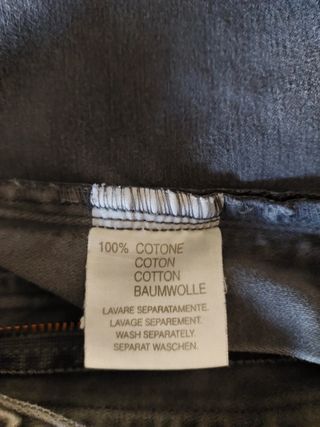 100% COTONE
COTON
COTTON
BAUMWOLLE
LAVARE SEPARATAMENTE.
LAVAGE SEPAREMENT.
WASH SEPARATELY.
SEPARAT WASCHEN.